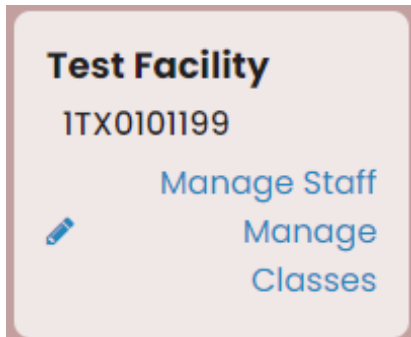 Test Facility
1TX0101199
Manage Staff
Manage
Classes